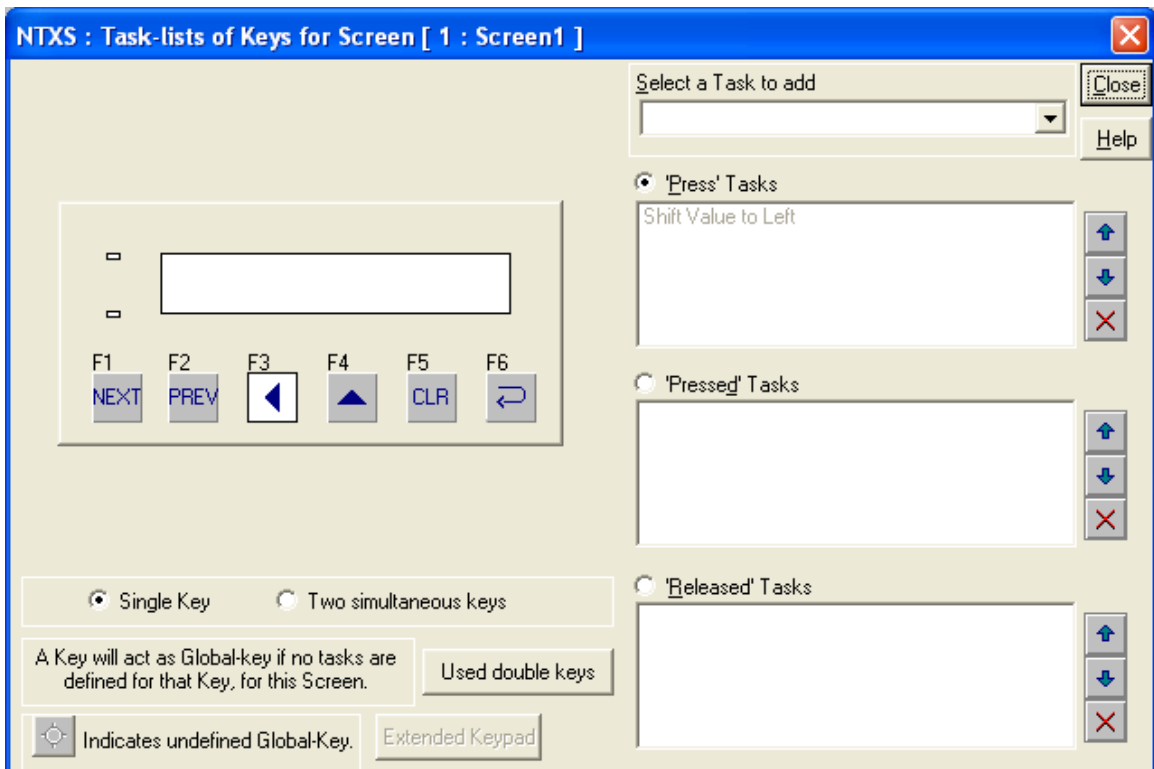 NTXS : Task-lists of Keys for Screen [ 1 : Screen1 ]
Select a Task to add
Close
Help
'Press' Tasks
Shift Value to Left
F1 F2 F3 F4 F5 F6
NEXT PREV CLR
'Pressed' Tasks
Single Key Two simultaneous keys
'Released' Tasks
A Key will act as Global-key if no tasks are
defined for that Key, for this Screen.
Used double keys
Indicates undefined Global-Key.
Extended Keypad